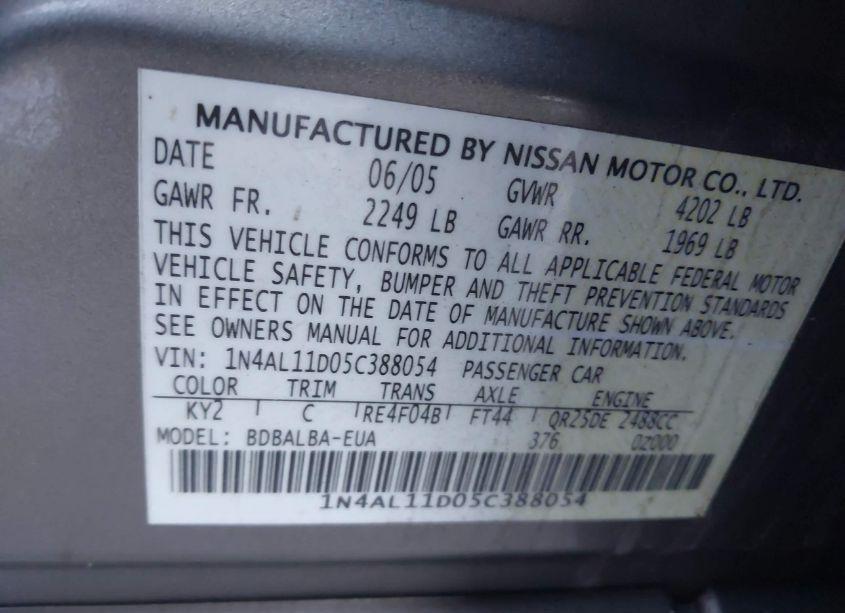 MANUFACTURED BY NISSAN MOTOR CO., LTD.
DATE 06/05 GVWR 4202 LB
GAWR FR. 2249 LB GAWR RR. 1969 LB
THIS VEHICLE CONFORMS TO ALL APPLICABLE FEDERAL MOTOR
VEHICLE SAFETY, BUMPER AND THEFT PREVENTION STANDARDS
IN EFFECT ON THE DATE OF MANUFACTURE SHOWN ABOVE.
SEE OWNERS MANUAL FOR ADDITIONAL INFORMATION.
VIN: 1N4AL11D05C388054 PASSENGER CAR
COLOR TRIM TRANS AXLE ENGINE
KY2 C RE4F04B FT44 QR25DE 2488CC
MODEL: BDBALBA-EUA 376 0Z000
1N4AL11D05C388054